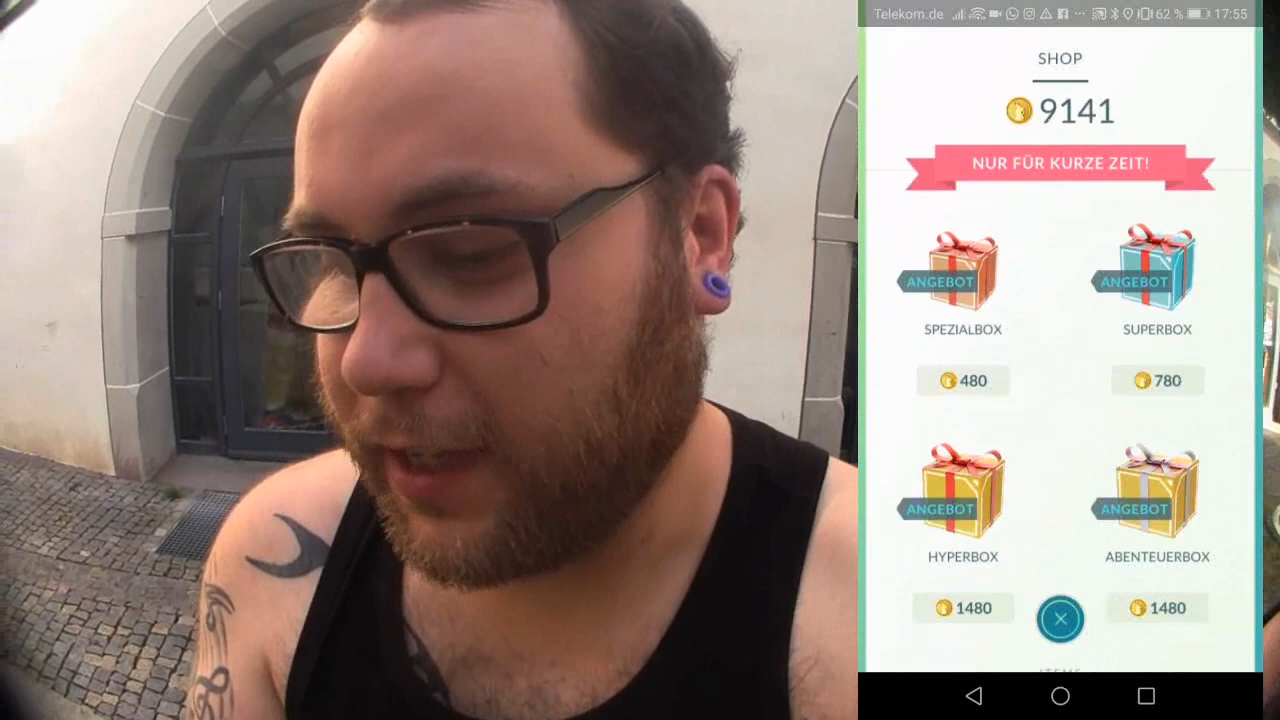 Telekom.de 62 % 17:55
SHOP
9141
NUR FÜR KURZE ZEIT!
ANGEBOT ANGEBOT
SPEZIALBOX SUPERBOX
480 780
ANGEBOT ANGEBOT
HYPERBOX ABENTEUERBOX
1480 1480
ITEMS